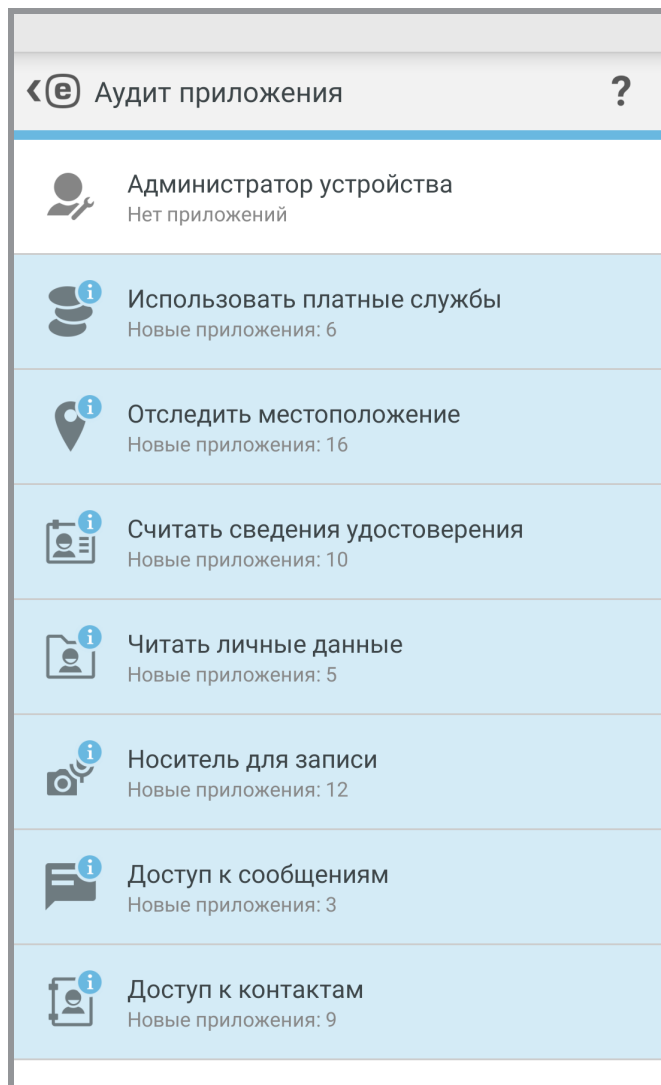 e Аудит приложения ?
Администратор устройства
Нет приложений
i
Использовать платные службы
Новые приложения: 6
i
Отследить местоположение
Новые приложения: 16
i
Считать сведения удостоверения
Новые приложения: 10
i
Читать личные данные
Новые приложения: 5
i
Носитель для записи
Новые приложения: 12
i
Доступ к сообщениям
Новые приложения: 3
i
Доступ к контактам
Новые приложения: 9